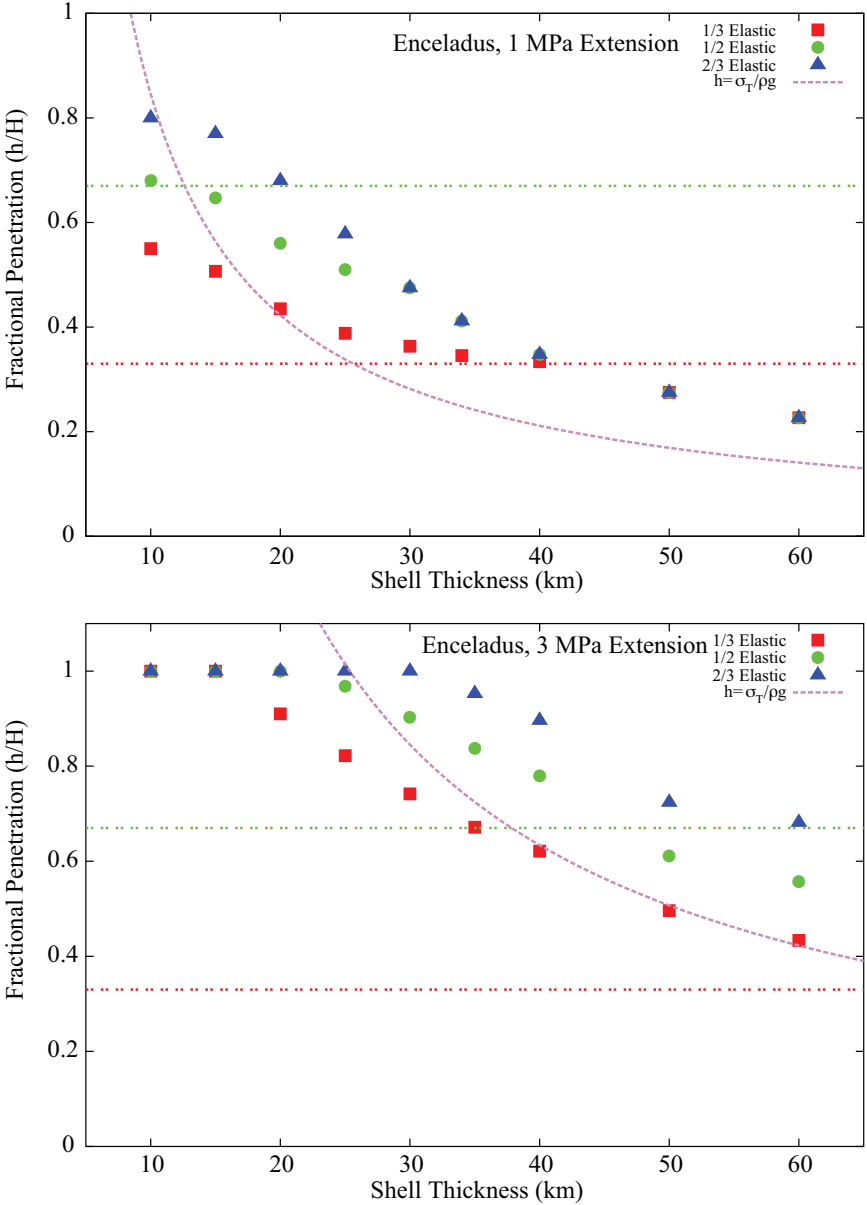 Enceladus, 1 MPa Extension
1/3 Elastic
1/2 Elastic
2/3 Elastic
h=σ_T/ρg
Fractional Penetration (h/H)
1
0.8
0.6
0.4
0.2
0
10 20 30 40 50 60
Shell Thickness (km)
Enceladus, 3 MPa Extension
1/3 Elastic
1/2 Elastic
2/3 Elastic
h=σ_T/ρg
Fractional Penetration (h/H)
1
0.8
0.6
0.4
0.2
0
10 20 30 40 50 60
Shell Thickness (km)